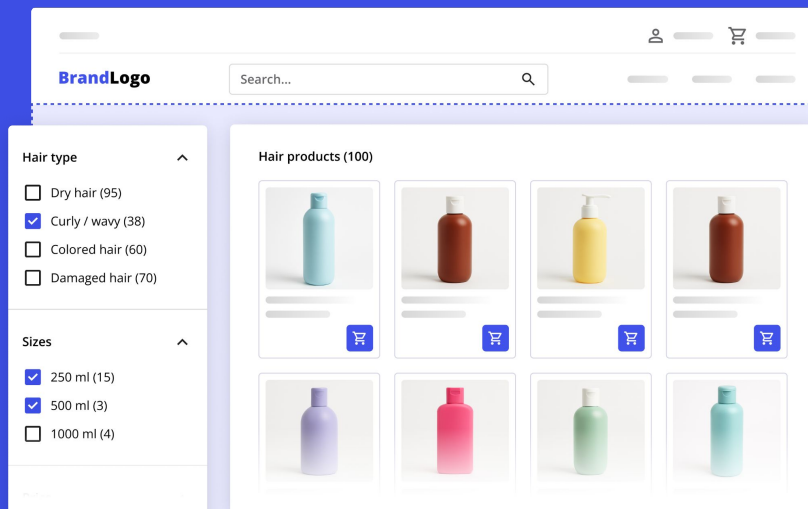 BrandLogo
Search...
Hair type
Dry hair (95)
Curly / wavy (38)
Colored hair (60)
Damaged hair (70)
Sizes
250 ml (15)
500 ml (3)
1000 ml (4)
Hair products (100)